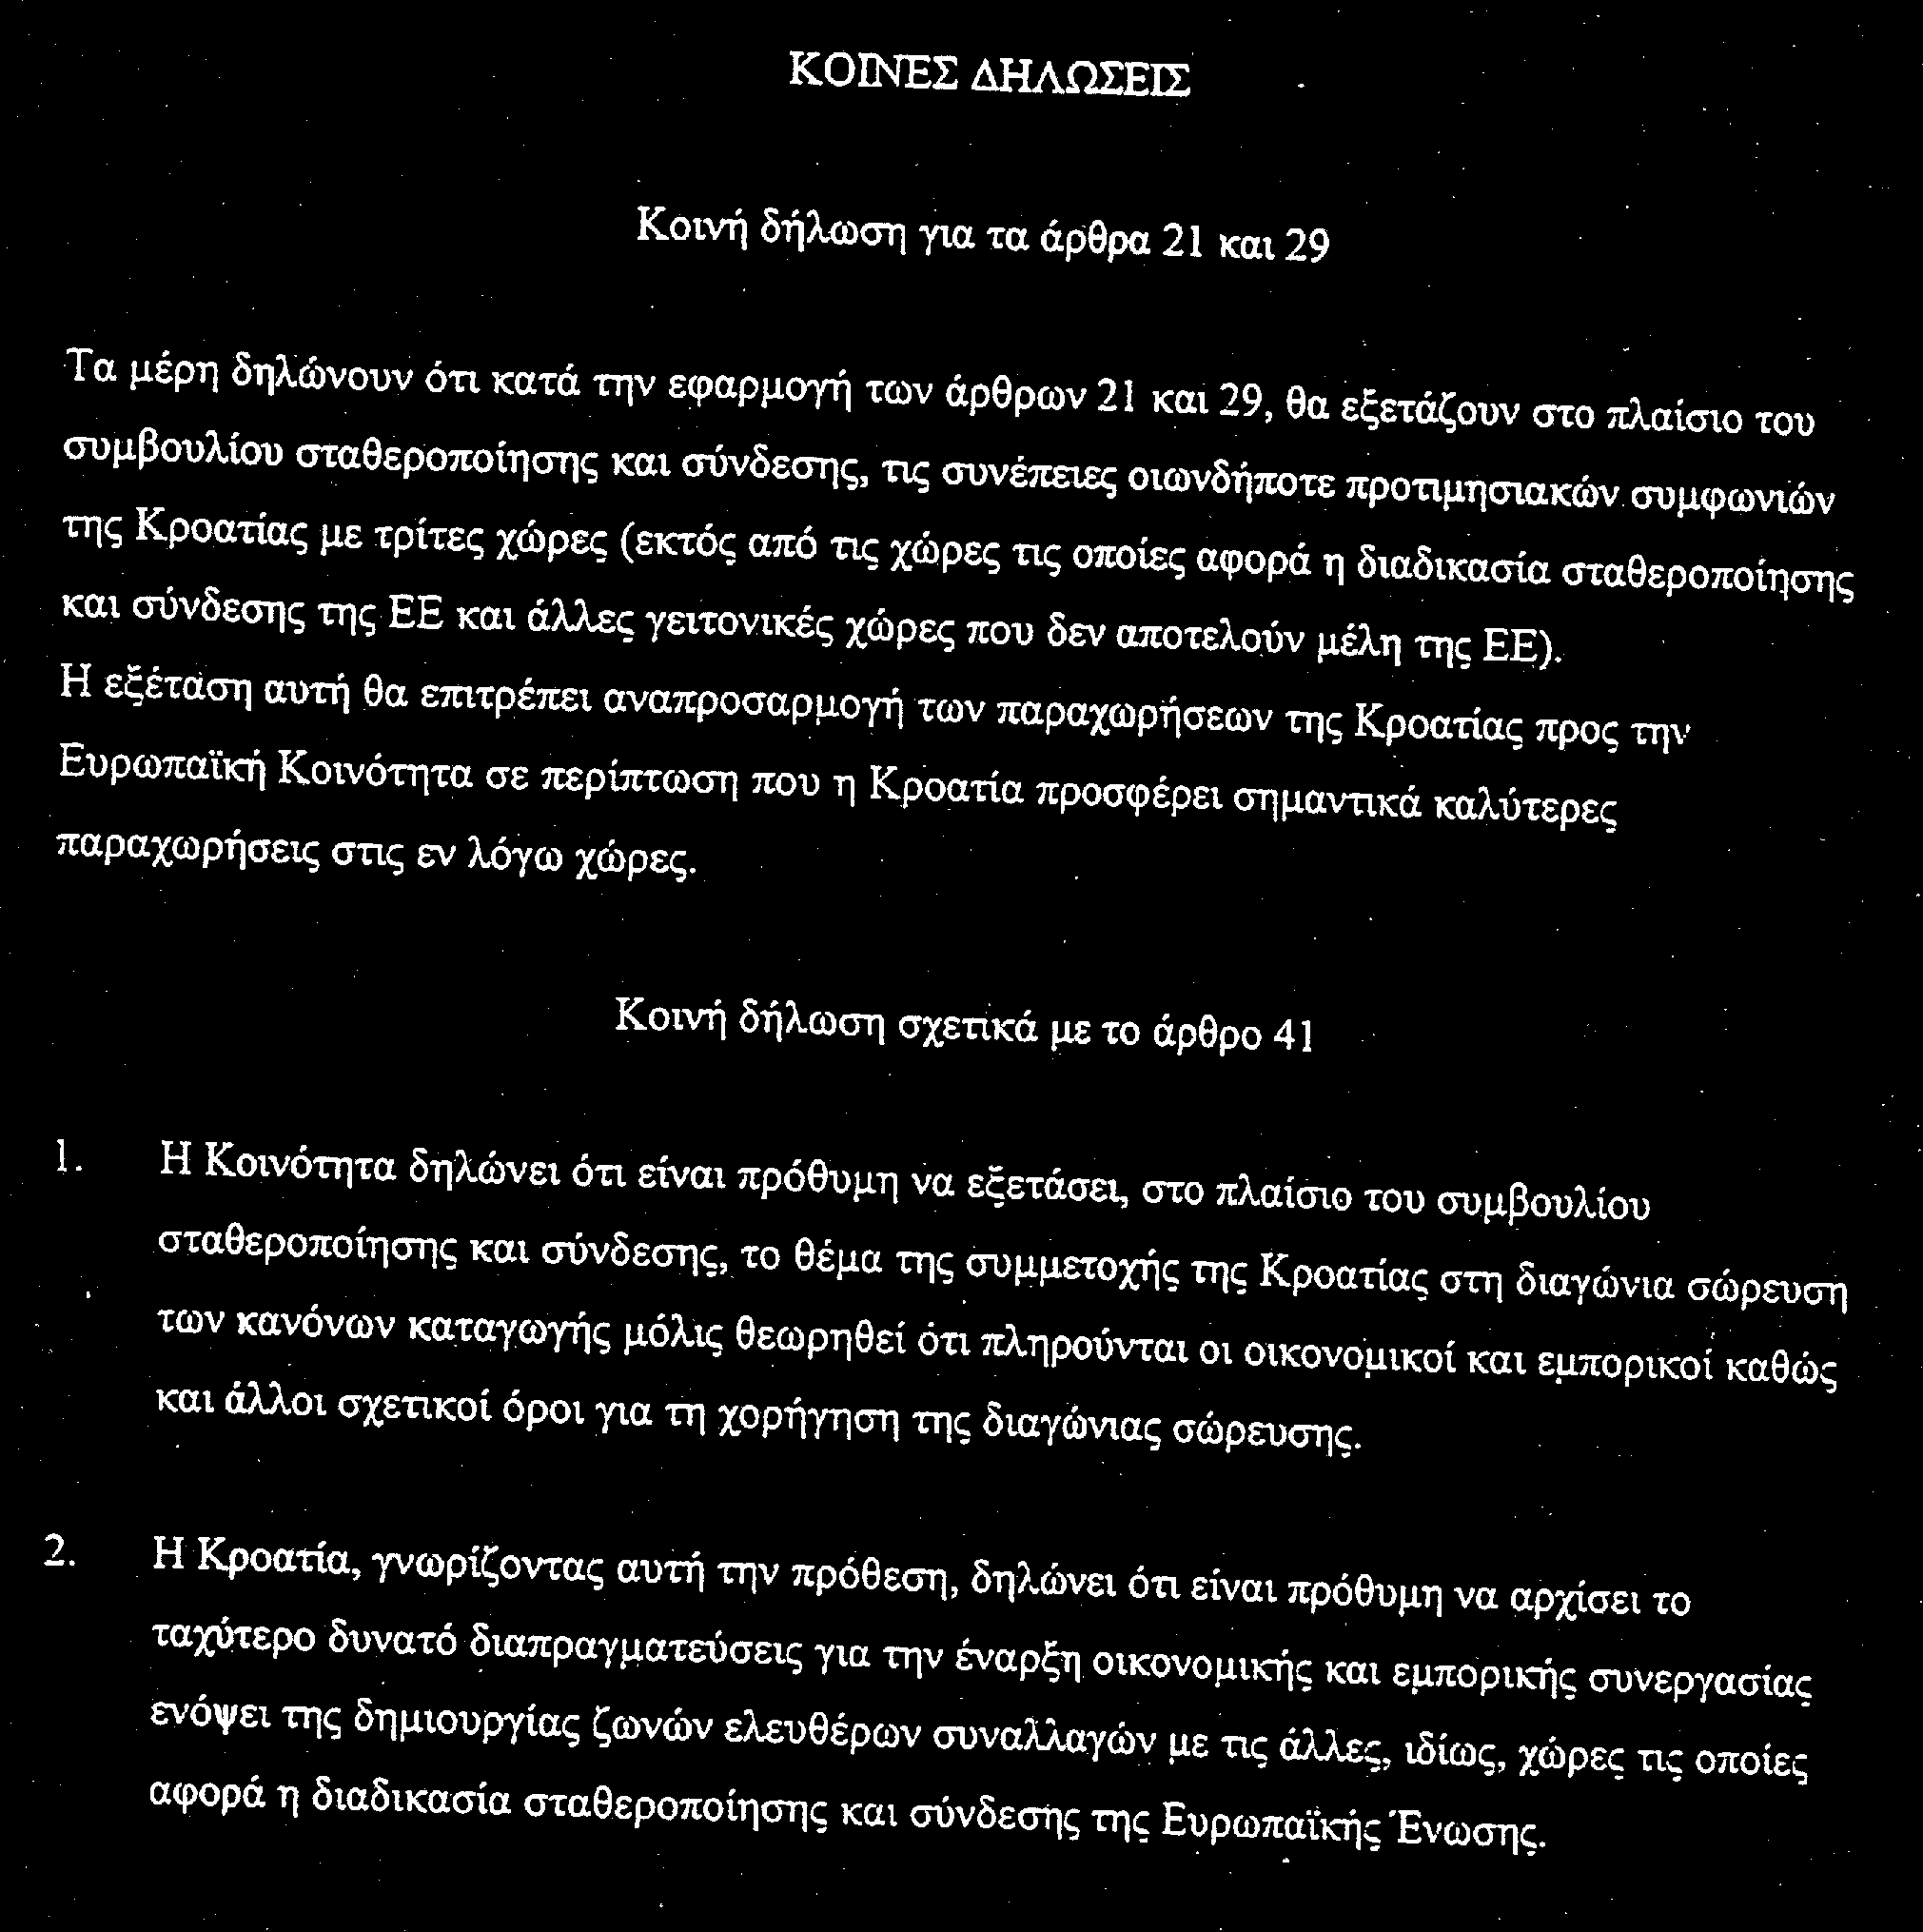 ΚΟΙΝΕΣ ΔΗΛΩΣΕΙΣ
Κοινή δήλωση για τα άρθρα 21 και 29
Τα μέρη δηλώνουν ότι κατά την εφαρμογή των άρθρων 21 και 29, θα εξετάζουν στο πλαίσιο του
συμβουλίου σταθεροποίησης και σύνδεσης, τις συνέπειες οιωνδήποτε προτιμησιακών συμφωνιών
της Κροατίας με τρίτες χώρες (εκτός από τις χώρες τις οποίες αφορά η διαδικασία σταθεροποίησης
και σύνδεσης της ΕΕ και άλλες γειτονικές χώρες που δεν αποτελούν μέλη της ΕΕ).
Η εξέταση αυτή θα επιτρέπει αναπροσαρμογή των παραχωρήσεων της Κροατίας προς την
Ευρωπαϊκή Κοινότητα σε περίπτωση που η Κροατία προσφέρει σημαντικά καλύτερες
παραχωρήσεις στις εν λόγω χώρες.
Κοινή δήλωση σχετικά με το άρθρο 41
1. Η Κοινότητα δηλώνει ότι είναι πρόθυμη να εξετάσει, στο πλαίσιο του συμβουλίου
σταθεροποίησης και σύνδεσης, το θέμα της συμμετοχής της Κροατίας στη διαγώνια σώρευση
των κανόνων καταγωγής μόλις θεωρηθεί ότι πληρούνται οι οικονομικοί και εμπορικοί καθώς
και άλλοι σχετικοί όροι για τη χορήγηση της διαγώνιας σώρευσης.
2. Η Κροατία, γνωρίζοντας αυτή την πρόθεση, δηλώνει ότι είναι πρόθυμη να αρχίσει το
ταχύτερο δυνατό διαπραγματεύσεις για την έναρξη οικονομικής και εμπορικής συνεργασίας
ενόψει της δημιουργίας ζωνών ελευθέρων συναλλαγών με τις άλλες, ιδίως, χώρες τις οποίες
αφορά η διαδικασία σταθεροποίησης και σύνδεσης της Ευρωπαϊκής Ένωσης.